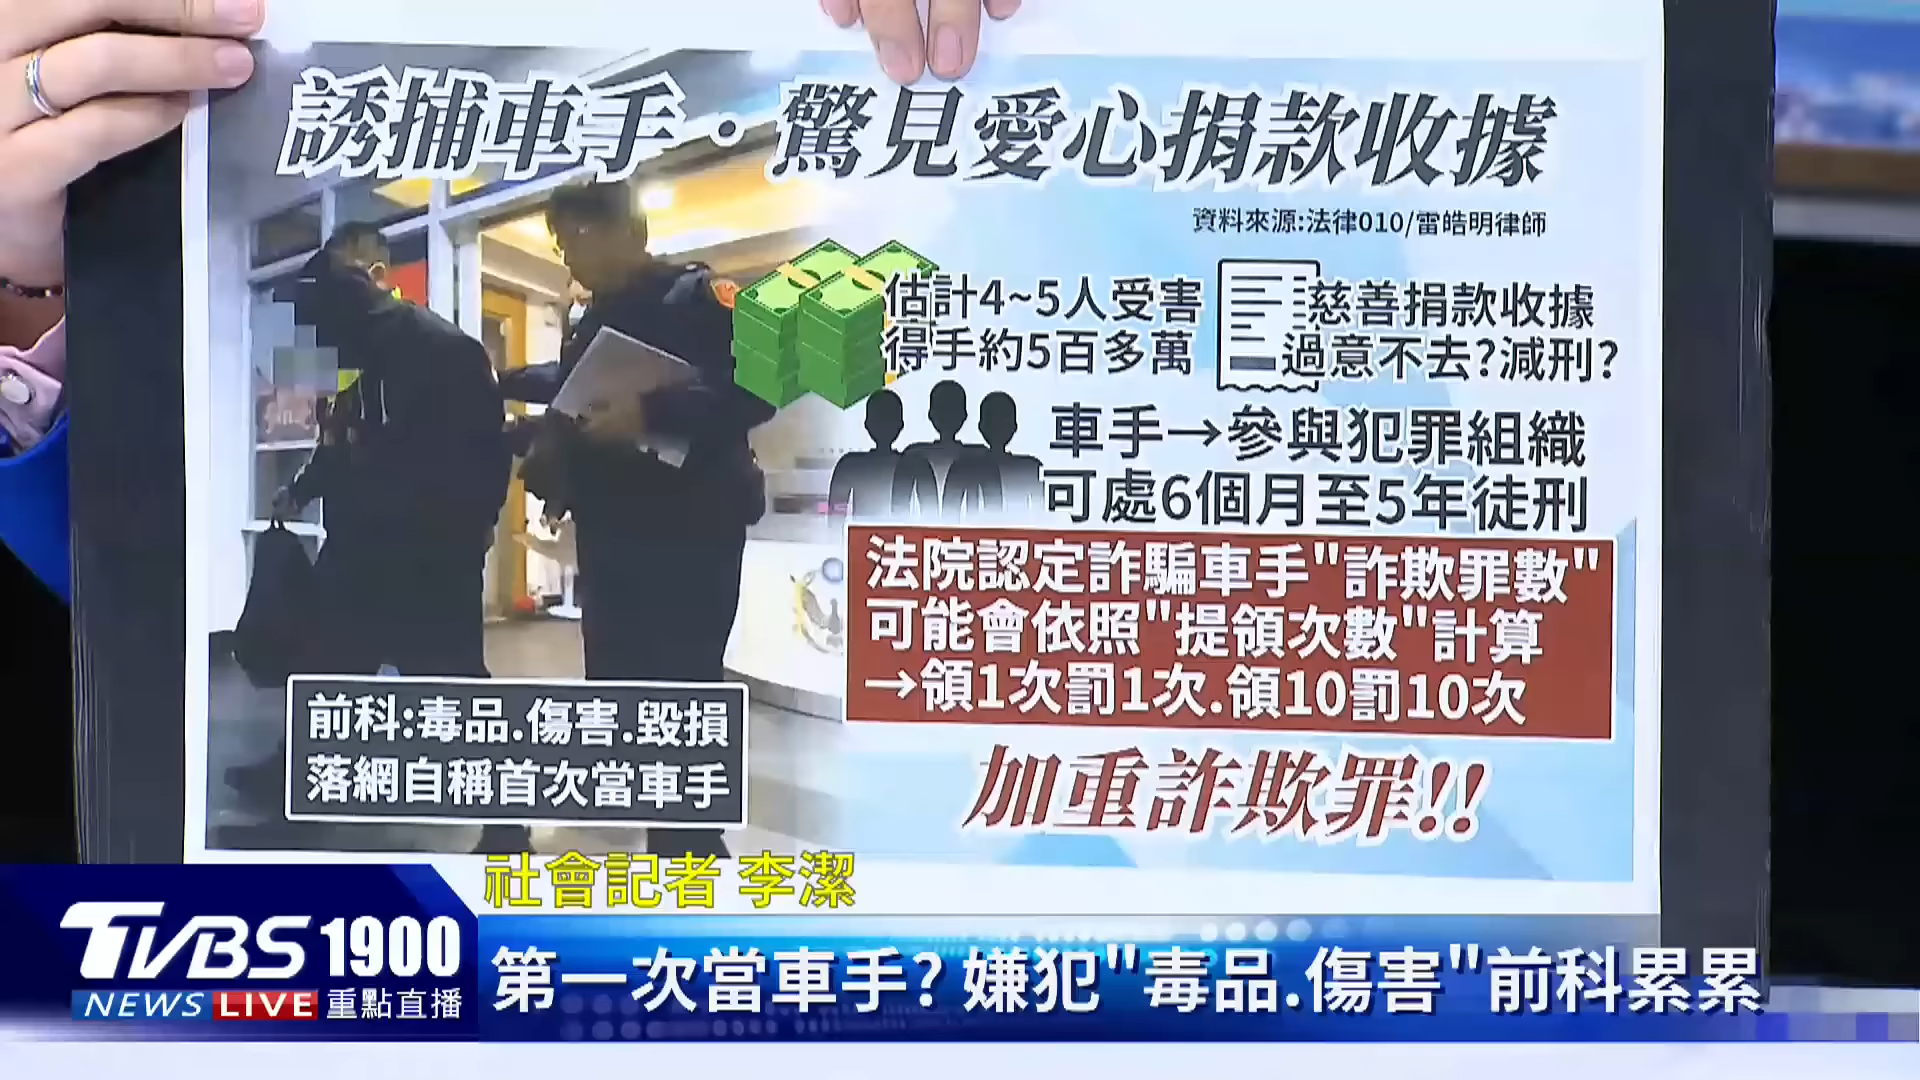 誘捕車手・驚見愛心捐款收據
資料來源:法律010/雷皓明律師
估計4~5人受害
得手約5百多萬
慈善捐款收據
過意不去?減刑?
車手→參與犯罪組織
可處6個月至5年徒刑
法院認定詐騙車手"詐欺罪數"
可能會依照"提領次數"計算
→領1次罰1次.領10罰10次
加重詐欺罪!!
前科:毒品.傷害.毀損
落網自稱首次當車手
社會記者 李潔
TVBS 1900
NEWS LIVE 重點直播
第一次當車手? 嫌犯"毒品.傷害"前科累累